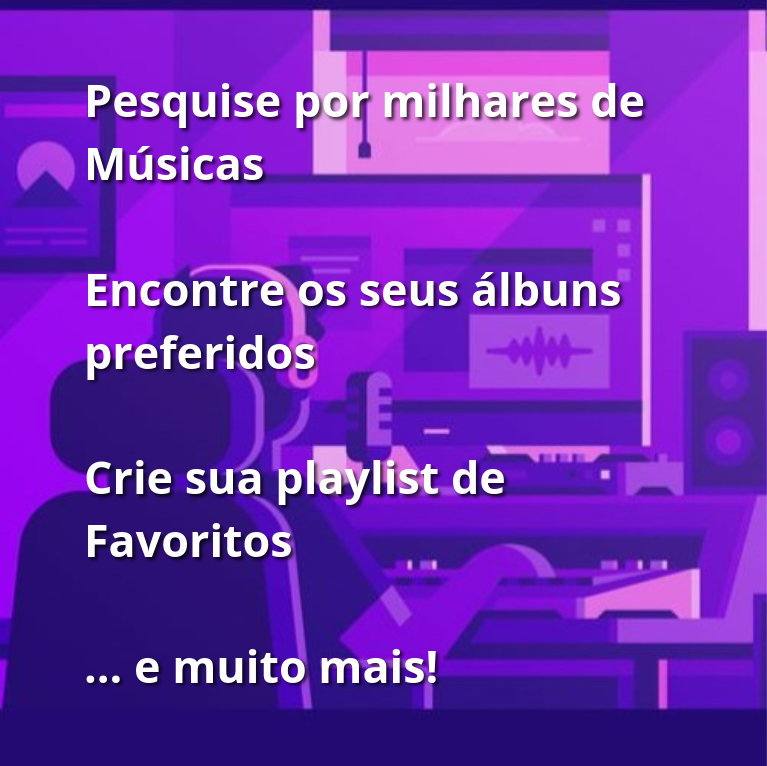 Pesquise por milhares de
Músicas
Encontre os seus álbuns
preferidos
Crie sua playlist de
Favoritos
... e muito mais!